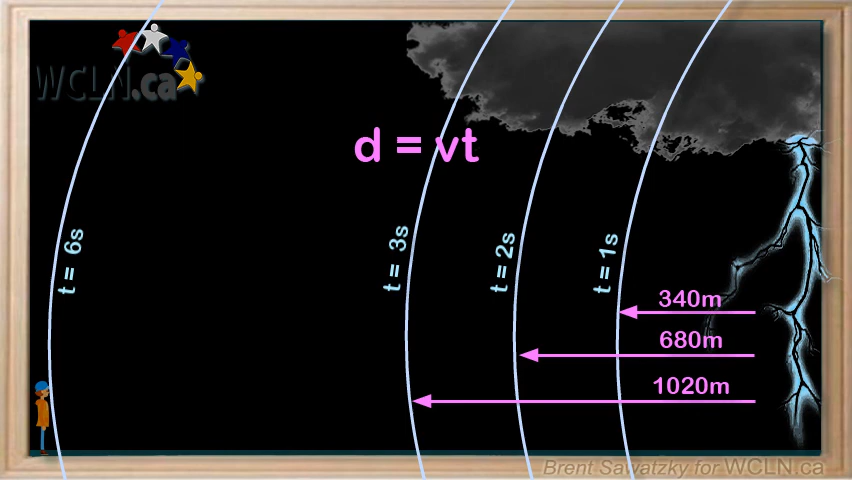 WCLN.ca
d = vt
t = 6s
t = 3s
t = 2s
t = 1s
340m
680m
1020m
Brent Sawatzky for WCLN.ca